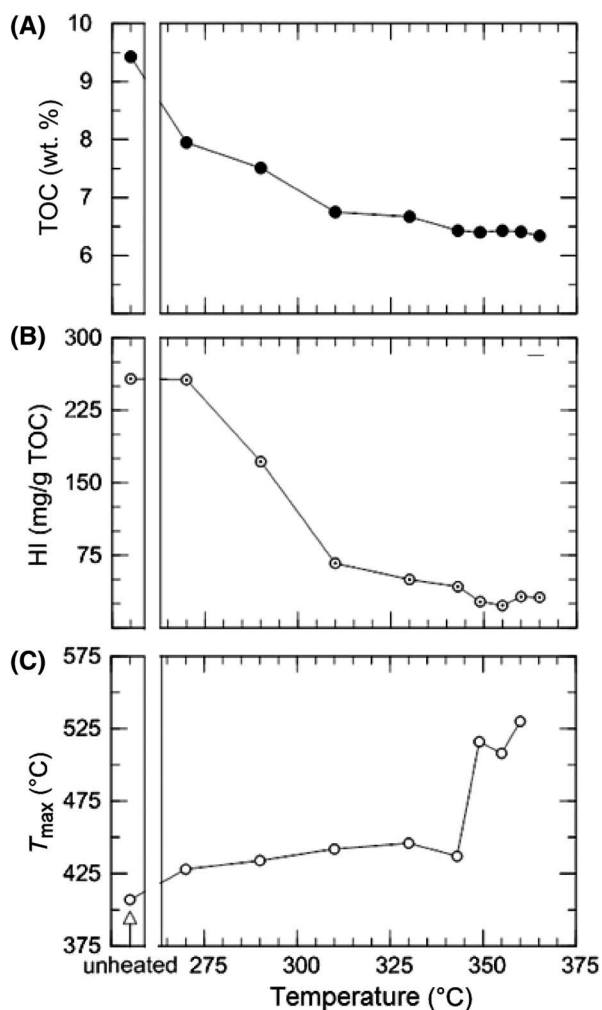 (A)
10
9
8
7
6
TOC (wt. %)
(B)
300
225
150
75
HI (mg/g TOC)
(C)
575
525
475
425
375
Tmax (°C)
unheated 275 300 325 350 375
Temperature (°C)